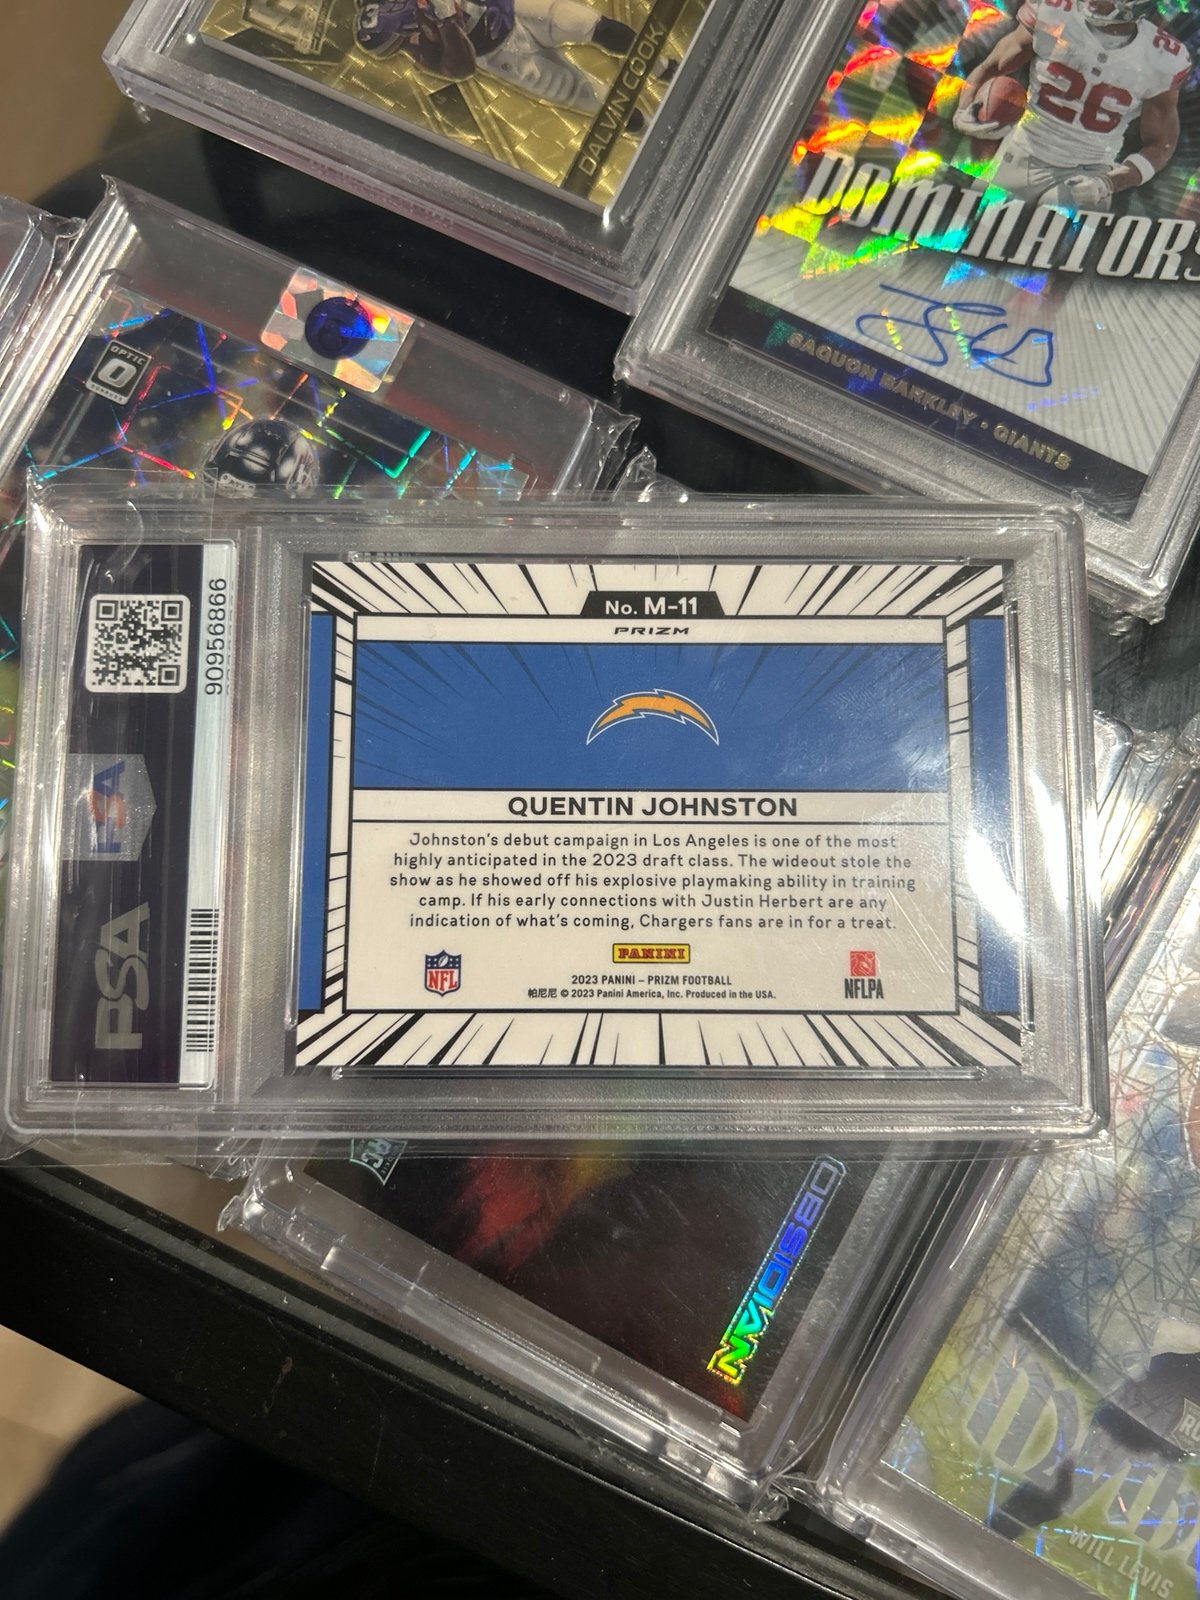 DALVIN COOK
26
DOMINATORS
SAQUON BARKLEY • GIANTS
OPTIC
90956866
PSA
PSA
No. M-11
PRIZM
QUENTIN JOHNSTON
Johnston's debut campaign in Los Angeles is one of the most
highly anticipated in the 2023 draft class. The wideout stole the
show as he showed off his explosive playmaking ability in training
camp. If his early connections with Justin Herbert are any
indication of what's coming, Chargers fans are in for a treat.
NFL
PANINI
NFLPA
2023 PANINI – PRIZM FOOTBALL
帕尼尼 © 2023 Panini America, Inc. Produced in the USA.
OBSIDIAN
WILL LEVIS